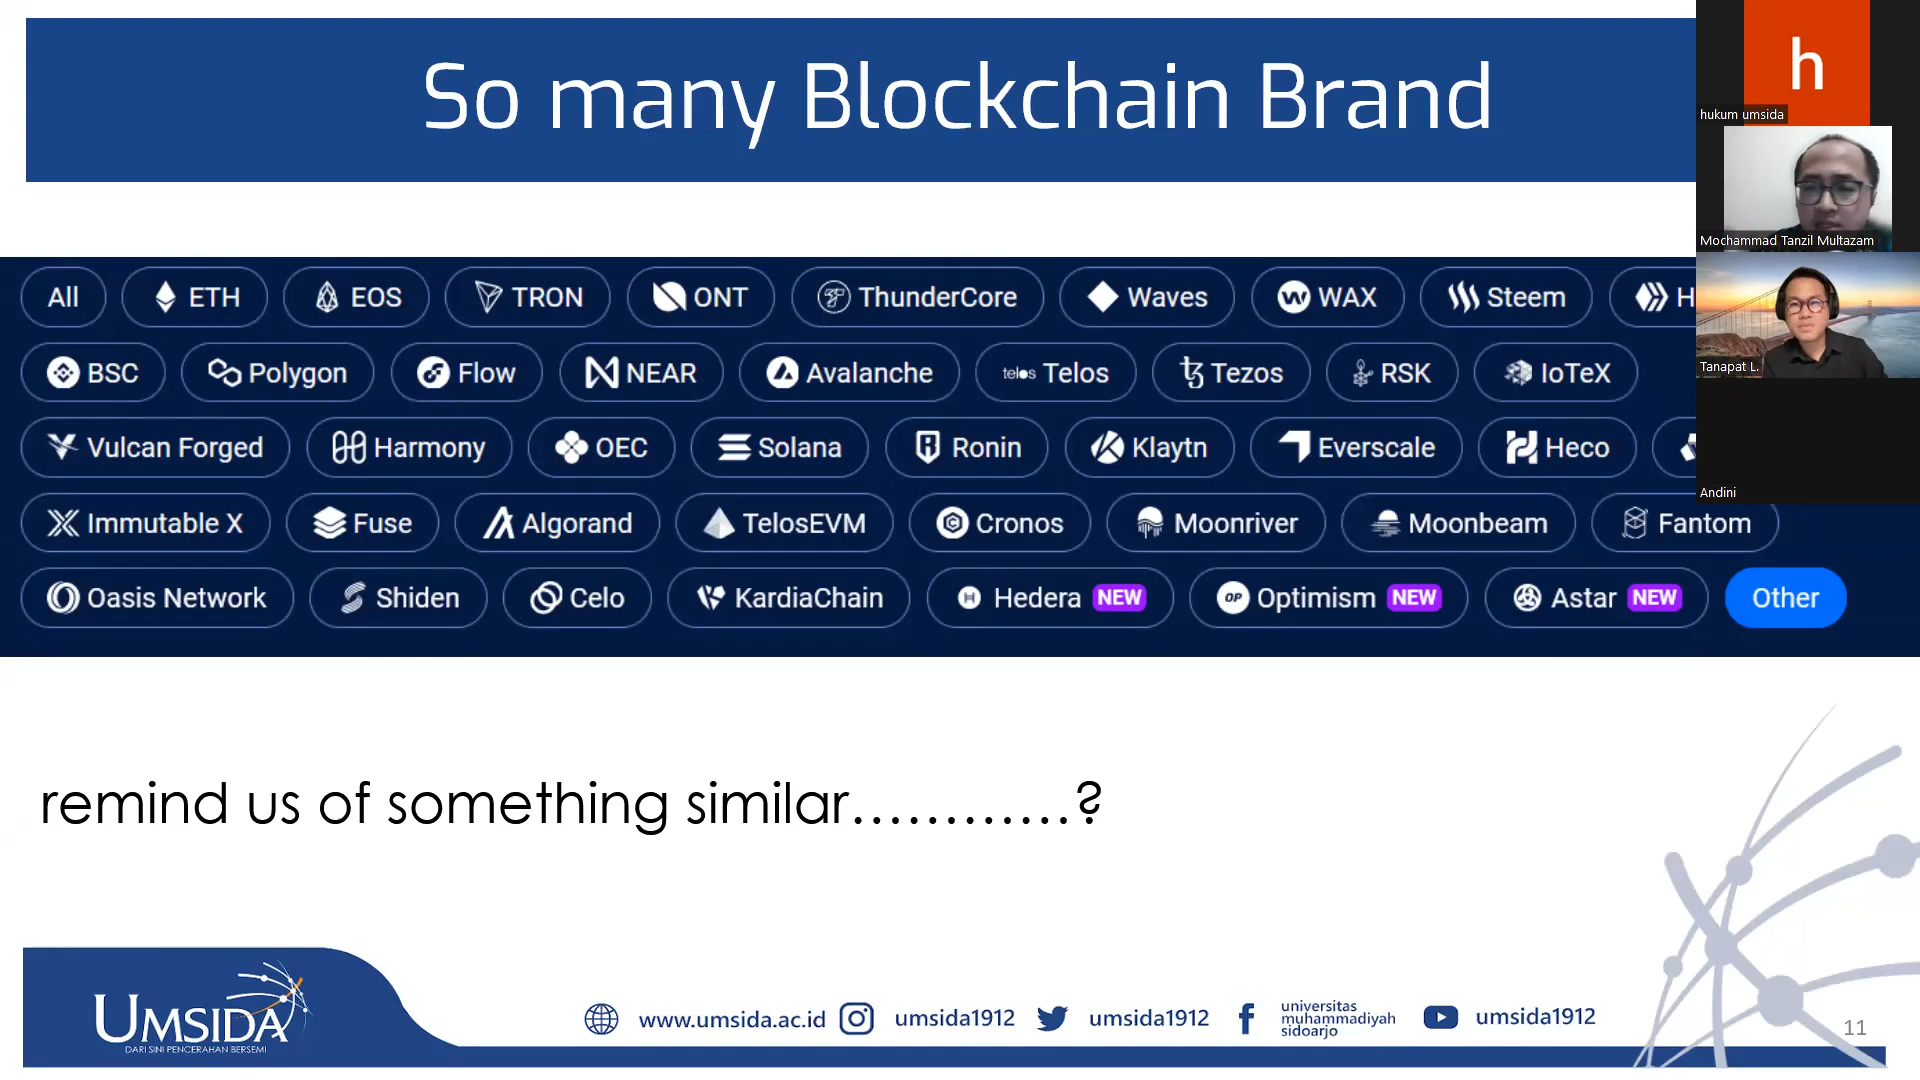 So many Blockchain Brand
h
hukum umsida
Mochammad Tanzil Multazam
Tanapat L.
Andini
All ETH EOS TRON ONT ThunderCore Waves WAX Steem H
BSC Polygon Flow NEAR Avalanche telos Telos Tezos RSK IoTeX
Vulcan Forged Harmony OEC Solana Ronin Klaytn Everscale Heco
Immutable X Fuse Algorand TelosEVM Cronos Moonriver Moonbeam Fantom
Oasis Network Shiden Celo KardiaChain Hedera NEW OP Optimism NEW Astar NEW Other
remind us of something similar............?
UMSIDA
DARI SINI PENCERAHAN BERSEMI
www.umsida.ac.id umsida1912 umsida1912
universitas
muhammadiyah
sidoarjo
umsida1912
11